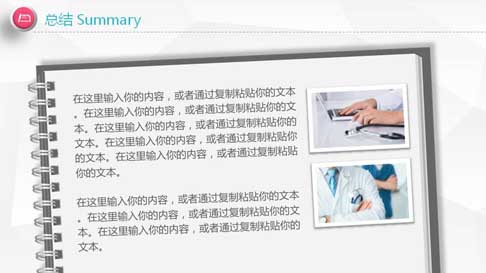 总结 Summary
在这里输入你的内容，或者通过复制粘贴你的文本
。在这里输入你的内容，或者通过复制粘贴你的文
本。在这里输入你的内容，或者通过复制粘贴你的
文本。在这里输入你的内容，或者通过复制粘贴你
的文本。在这里输入你的内容，或者通过复制粘贴
你的文本。
在这里输入你的内容，或者通过复制粘贴你的文本
。在这里输入你的内容，或者通过复制粘贴你的文
本。在这里输入你的内容，或者通过复制粘贴你的
文本。